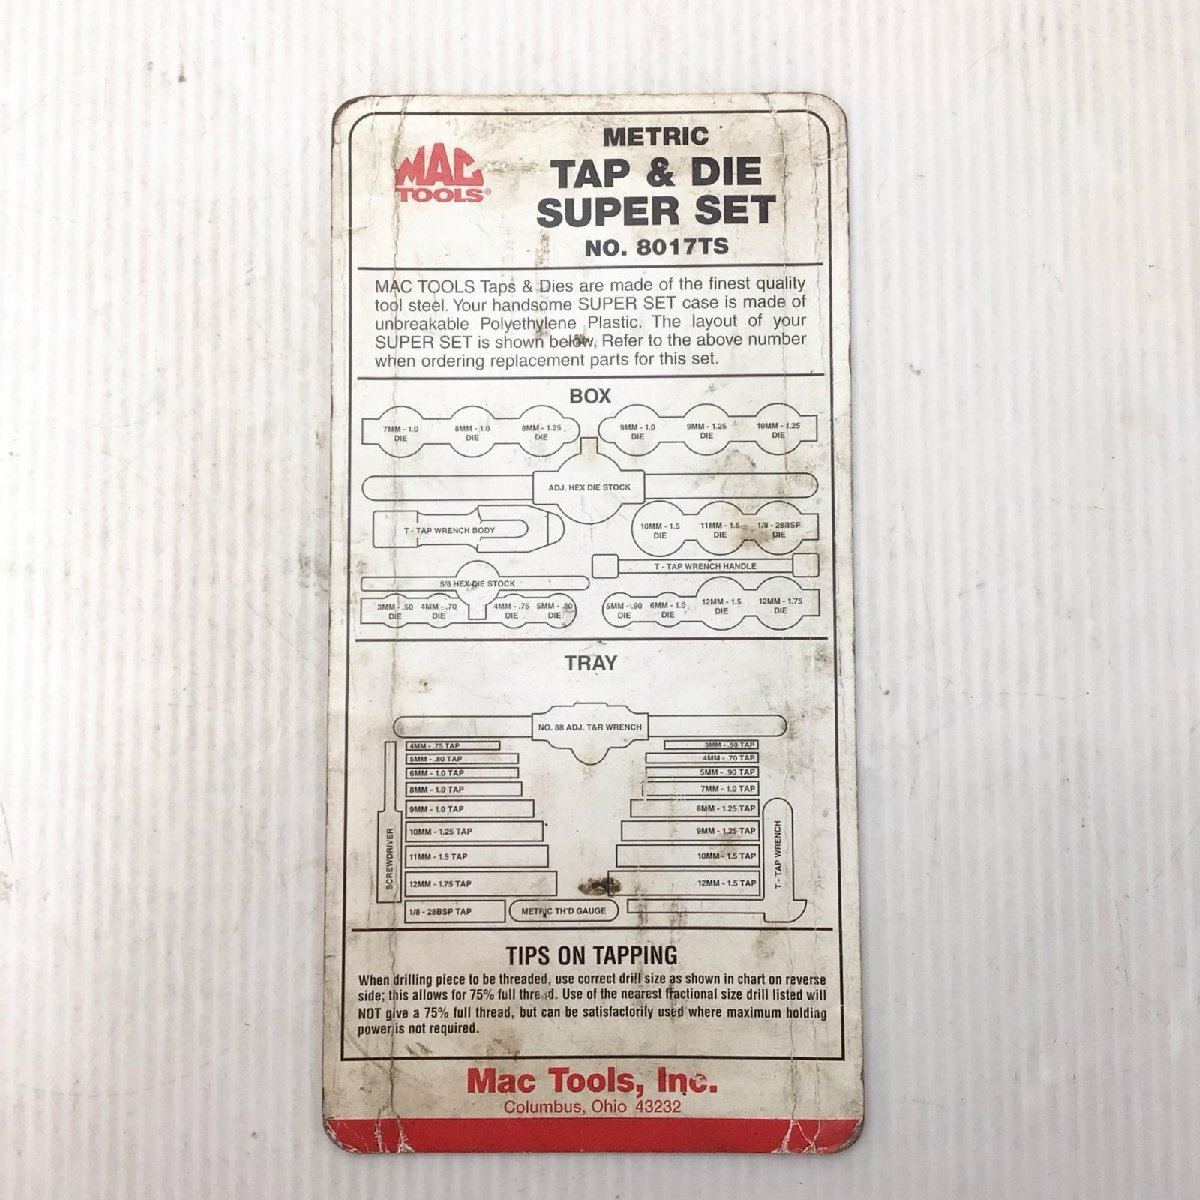 MAC
TOOLS®
METRIC
TAP & DIE
SUPER SET
NO. 8017TS
MAC TOOLS Taps & Dies are made of the finest quality
tool steel. Your handsome SUPER SET case is made of
unbreakable Polyethylene Plastic. The layout of your
SUPER SET is shown below. Refer to the above number
when ordering replacement parts for this set.
BOX
7MM - 1.0
DIE
8MM - 1.0
DIE
8MM - 1.25
DIE
9MM - 1.0
DIE
9MM - 1.25
DIE
10MM - 1.25
DIE
ADJ. HEX DIE STOCK
T - TAP WRENCH BODY
10MM - 1.5
DIE
11MM - 1.5
DIE
1/8 - 28BSP
DIE
T - TAP WRENCH HANDLE
5/8 HEX DIE STOCK
3MM - .50
DIE
4MM - .70
DIE
4MM - .75
DIE
5MM - .80
DIE
5MM - .90
DIE
6MM - 1.0
DIE
12MM - 1.5
DIE
12MM - 1.75
DIE
TRAY
NO. 88 ADJ. T&R WRENCH
4MM - .75 TAP
5MM - .80 TAP
6MM - 1.0 TAP
8MM - 1.0 TAP
9MM - 1.0 TAP
10MM - 1.25 TAP
11MM - 1.5 TAP
12MM - 1.75 TAP
1/8 - 28BSP TAP
SCREWDRIVER
METRIC TH'D GAUGE
3MM - .50 TAP
4MM - .70 TAP
5MM - .90 TAP
7MM - 1.0 TAP
8MM - 1.25 TAP
9MM - 1.25 TAP
10MM - 1.5 TAP
12MM - 1.5 TAP
T - TAP WRENCH
TIPS ON TAPPING
When drilling piece to be threaded, use correct drill size as shown in chart on reverse
side; this allows for 75% full thread. Use of the nearest fractional size drill listed will
NOT give a 75% full thread, but can be satisfactorily used where maximum holding
power is not required.
Mac Tools, Inc.
Columbus, Ohio 43232